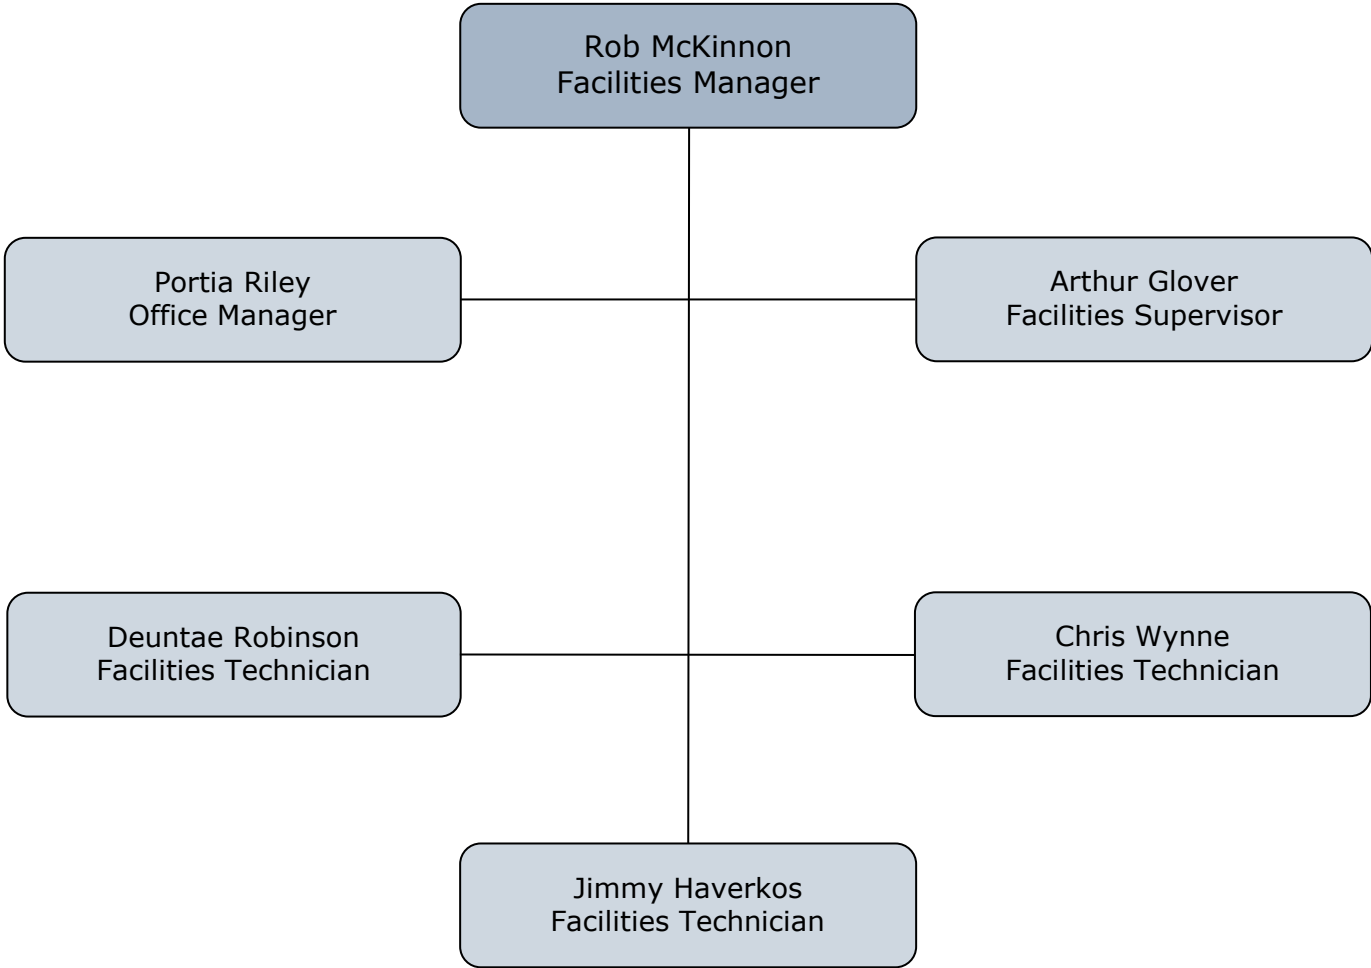 Rob McKinnon
Facilities Manager
Portia Riley
Office Manager
Arthur Glover
Facilities Supervisor
Deuntae Robinson
Facilities Technician
Chris Wynne
Facilities Technician
Jimmy Haverkos
Facilities Technician